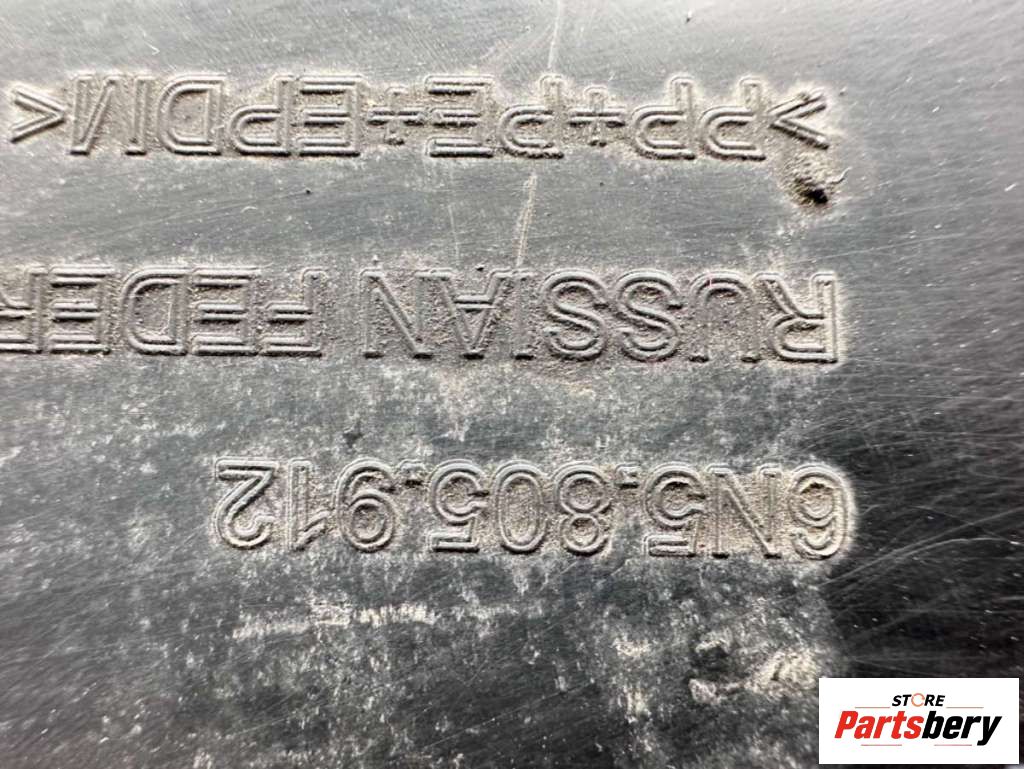 6N5.805.912
RUSSIAN FEDER
>PP+PE+EPDM<
STORE
Partsbery